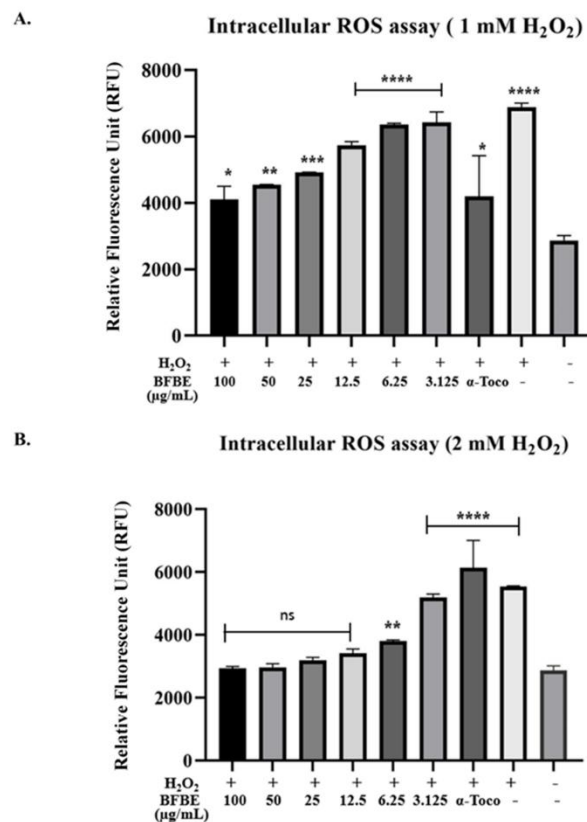 A.
Intracellular ROS assay ( 1 mM H₂O₂)
Relative Fluorescence Unit (RFU)
8000
6000
4000
2000
0
* ** *** **** * ****
H₂O₂ + + + + + + + + -
BFBE 100 50 25 12.5 6.25 3.125 α-Toco - -
(µg/mL)
B.
Intracellular ROS assay (2 mM H₂O₂)
Relative Fluorescence Unit (RFU)
8000
6000
4000
2000
0
ns ** ****
H₂O₂ + + + + + + + + -
BFBE 100 50 25 12.5 6.25 3.125 α-Toco - -
(µg/mL)